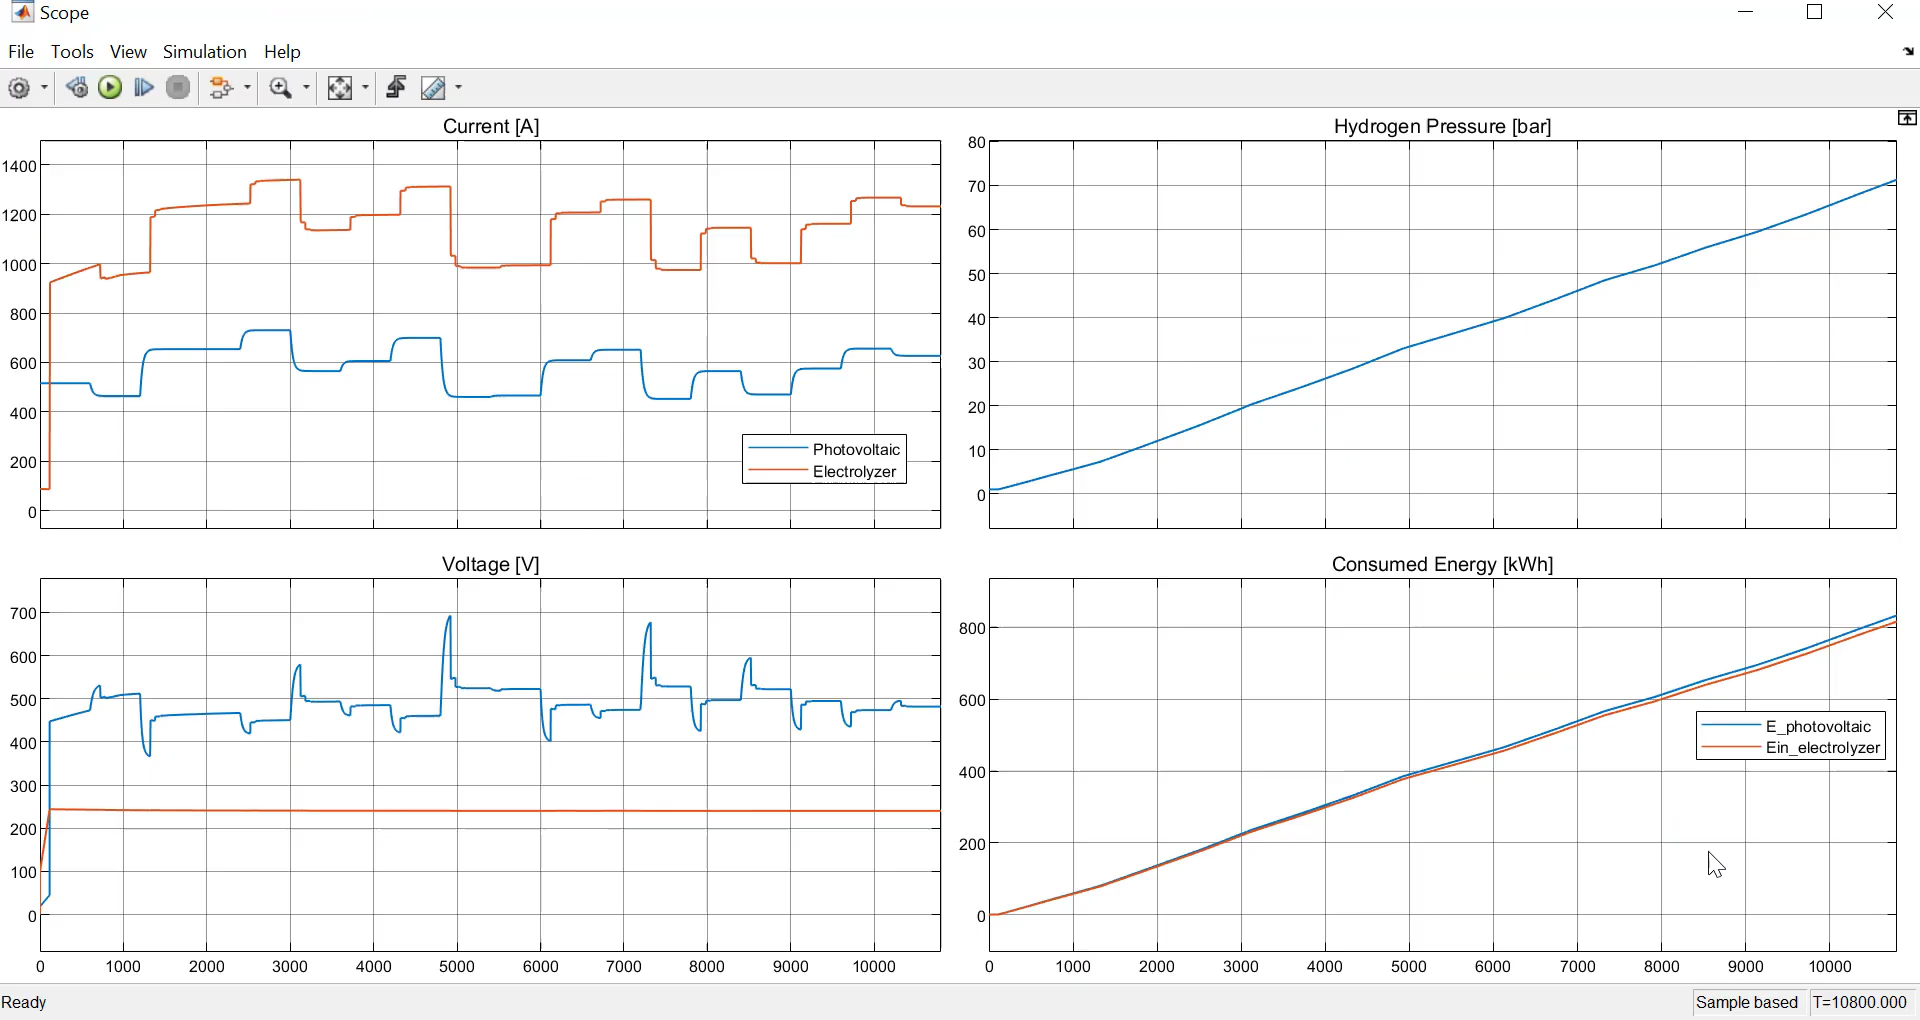 Scope
File Tools View Simulation Help
Current [A]
1400
1200
1000
800
600
400
200
0
Photovoltaic
Electrolyzer
Hydrogen Pressure [bar]
80
70
60
50
40
30
20
10
0
Voltage [V]
700
600
500
400
300
200
100
0
0 1000 2000 3000 4000 5000 6000 7000 8000 9000 10000
Consumed Energy [kWh]
800
600
400
200
0
E_photovoltaic
Ein_electrolyzer
0 1000 2000 3000 4000 5000 6000 7000 8000 9000 10000
Ready
Sample based T=10800.000